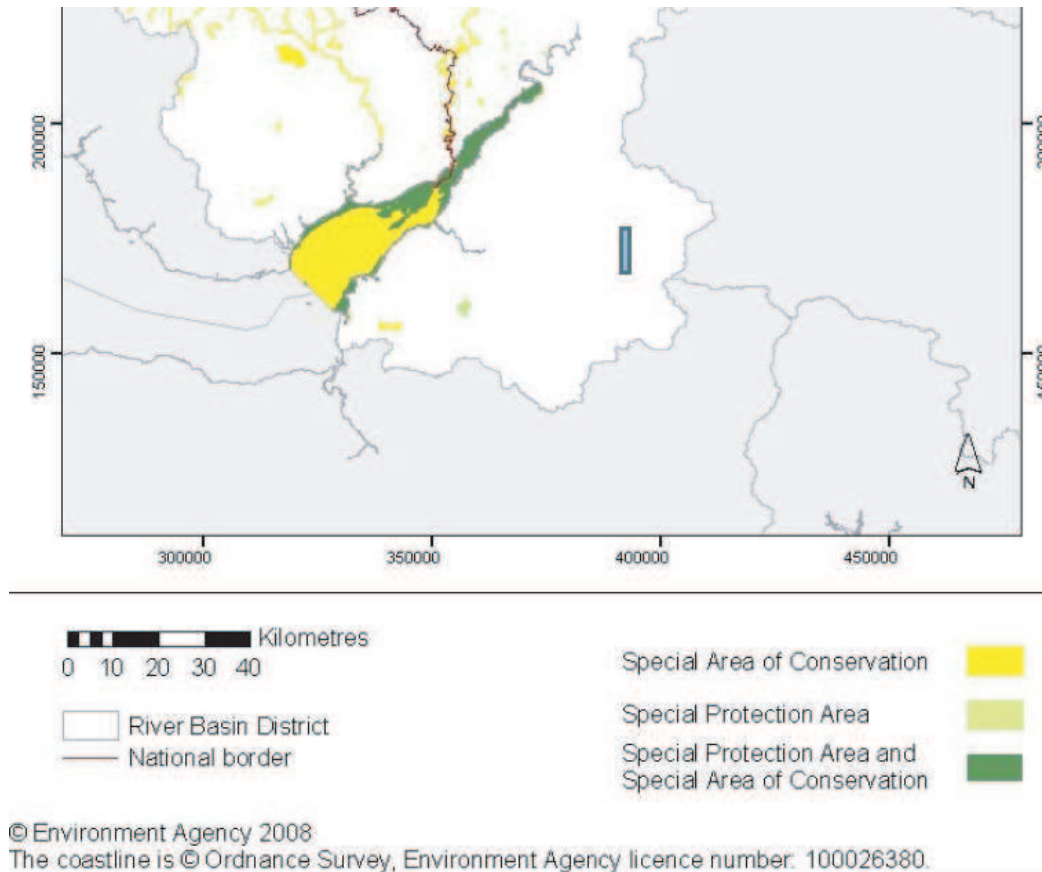 200000
200000
150000
150000
N
300000
350000
400000
450000
Kilometres
0 10 20 30 40
River Basin District
National border
Special Area of Conservation
Special Protection Area
Special Protection Area and
Special Area of Conservation
© Environment Agency 2008
The coastline is © Ordnance Survey, Environment Agency licence number: 100026380.